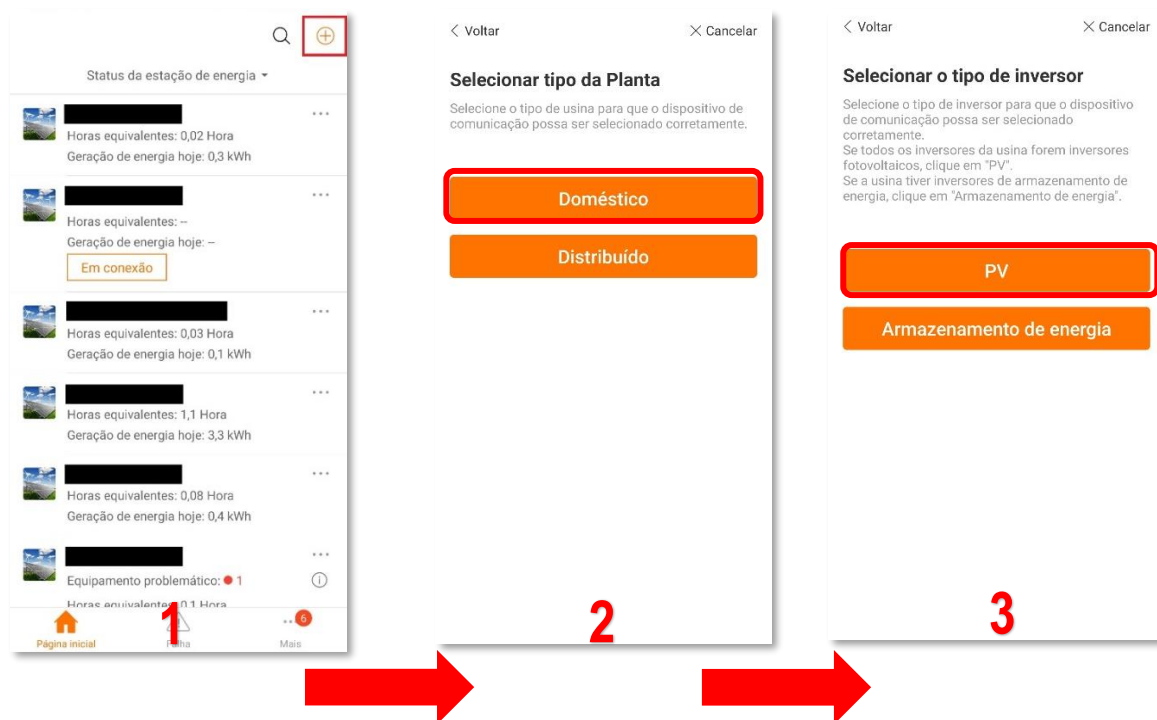 Status da estação de energia
Horas equivalentes: 0,02 Hora
Geração de energia hoje: 0,3 kWh
Horas equivalentes: --
Geração de energia hoje: --
Em conexão
Horas equivalentes: 0,03 Hora
Geração de energia hoje: 0,1 kWh
Horas equivalentes: 1,1 Hora
Geração de energia hoje: 3,3 kWh
Horas equivalentes: 0,08 Hora
Geração de energia hoje: 0,4 kWh
Equipamento problemático: 1
Horas equivalentes: 0,1 Hora
6
Página inicial
Falha
Mais
1
Voltar
Cancelar
Selecionar tipo da Planta
Selecione o tipo de usina para que o dispositivo de
comunicação possa ser selecionado corretamente.
Doméstico
Distribuído
2
Voltar
Cancelar
Selecionar o tipo de inversor
Selecione o tipo de inversor para que o dispositivo
de comunicação possa ser selecionado
corretamente.
Se todos os inversores da usina forem inversores
fotovoltaicos, clique em "PV".
Se a usina tiver inversores de armazenamento de
energia, clique em "Armazenamento de energia".
PV
Armazenamento de energia
3